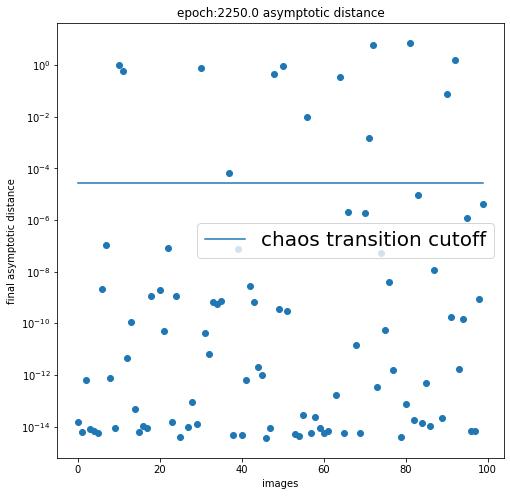 epoch:2250.0 asymptotic distance
final asymptotic distance
10^0
10^-2
10^-4
10^-6
10^-8
10^-10
10^-12
10^-14
chaos transition cutoff
0 20 40 60 80 100
images